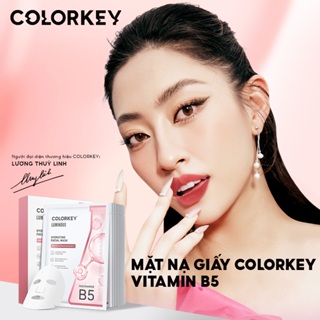 COLORKEY
Người đại diện thương hiệu COLORKEY:
LƯƠNG THUỲ LINH
COLORKEY
LUMINOUS
HYDRATING
FACIAL MASK
B5
MẶT NẠ GIẤY COLORKEY
VITAMIN B5